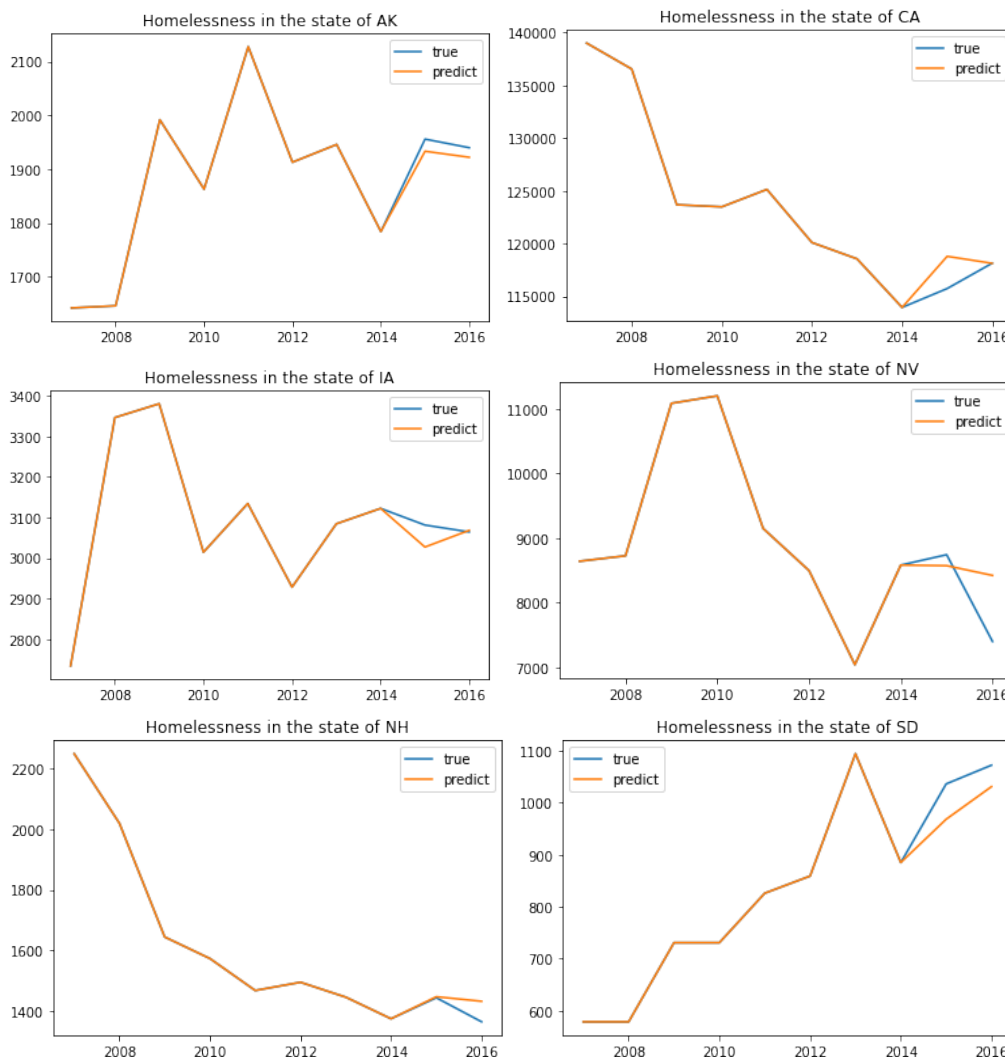 Homelessness in the state of AK
2100
2000
1900
1800
1700
2008 2010 2012 2014 2016
true
predict
Homelessness in the state of CA
140000
135000
130000
125000
120000
115000
2008 2010 2012 2014 2016
true
predict
Homelessness in the state of IA
3400
3300
3200
3100
3000
2900
2800
2008 2010 2012 2014 2016
true
predict
Homelessness in the state of NV
11000
10000
9000
8000
7000
2008 2010 2012 2014 2016
true
predict
Homelessness in the state of NH
2200
2000
1800
1600
1400
2008 2010 2012 2014 2016
true
predict
Homelessness in the state of SD
1100
1000
900
800
700
600
2008 2010 2012 2014 2016
true
predict